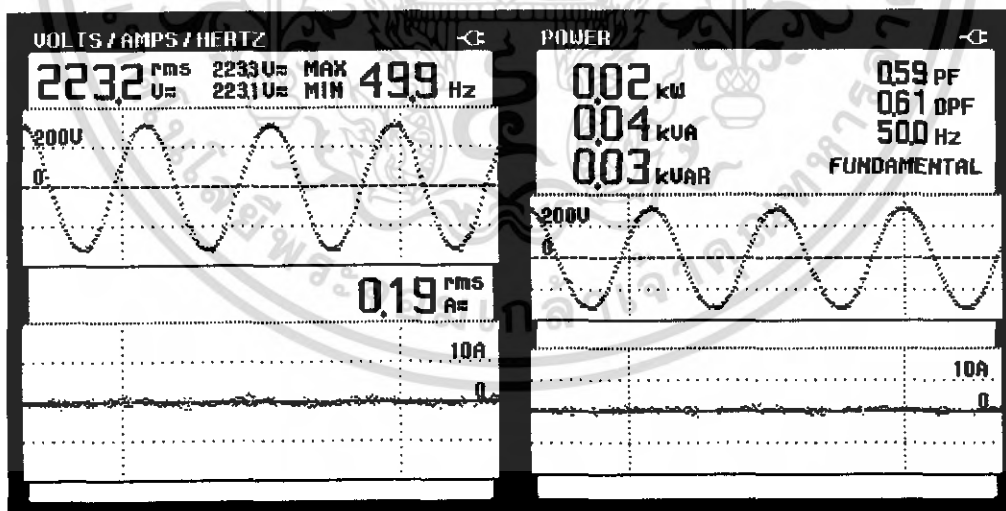 VOLTS/AMPS/HERTZ
223.2 rms V≂ 223.3 V≂ MAX 49.9 Hz
223.1 V≂ MIN
200V
0
0.19 rms A≂
10A
0
POWER
0.02 kW 0.59 PF
0.04 kVA 0.61 DPF
0.03 kVAR 50.0 Hz
FUNDAMENTAL
200V
0
10A
0